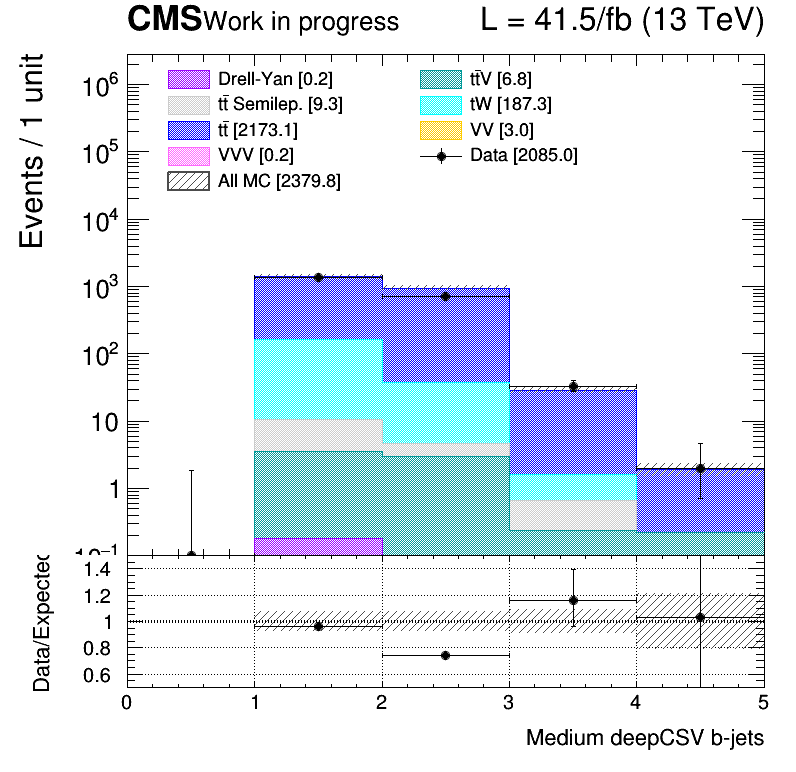 CMS Work in progress L = 41.5/fb (13 TeV)
Events / 1 unit
Drell-Yan [0.2]
tt̄ Semilep. [9.3]
tt̄ [2173.1]
VVV [0.2]
All MC [2379.8]
tt̄V [6.8]
tW [187.3]
VV [3.0]
Data [2085.0]
10⁶
10⁵
10⁴
10³
10²
10
1
10⁻¹
Data/Expected
1.4
1.2
1
0.8
0.6
0 1 2 3 4 5
Medium deepCSV b-jets